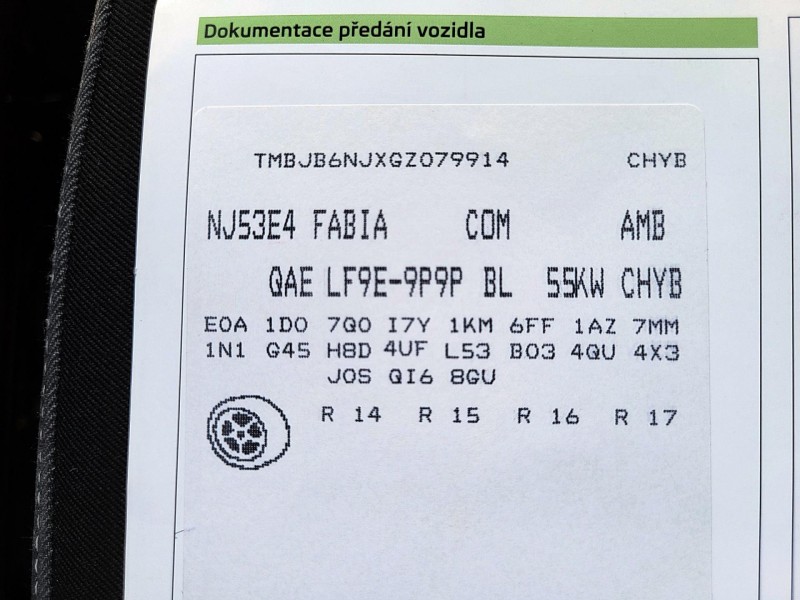 Dokumentace předání vozidla
TMBJB6NJXGZ079914 CHYB
NJ53E4 FABIA COM AMB
QAE LF9E-9P9P BL 55KW CHYB
E0A 1D0 7Q0 I7Y 1KM 6FF 1AZ 7MM
1N1 G45 H8D 4UF L53 B03 4QU 4X3
J0S QI6 8GU
R 14 R 15 R 16 R 17